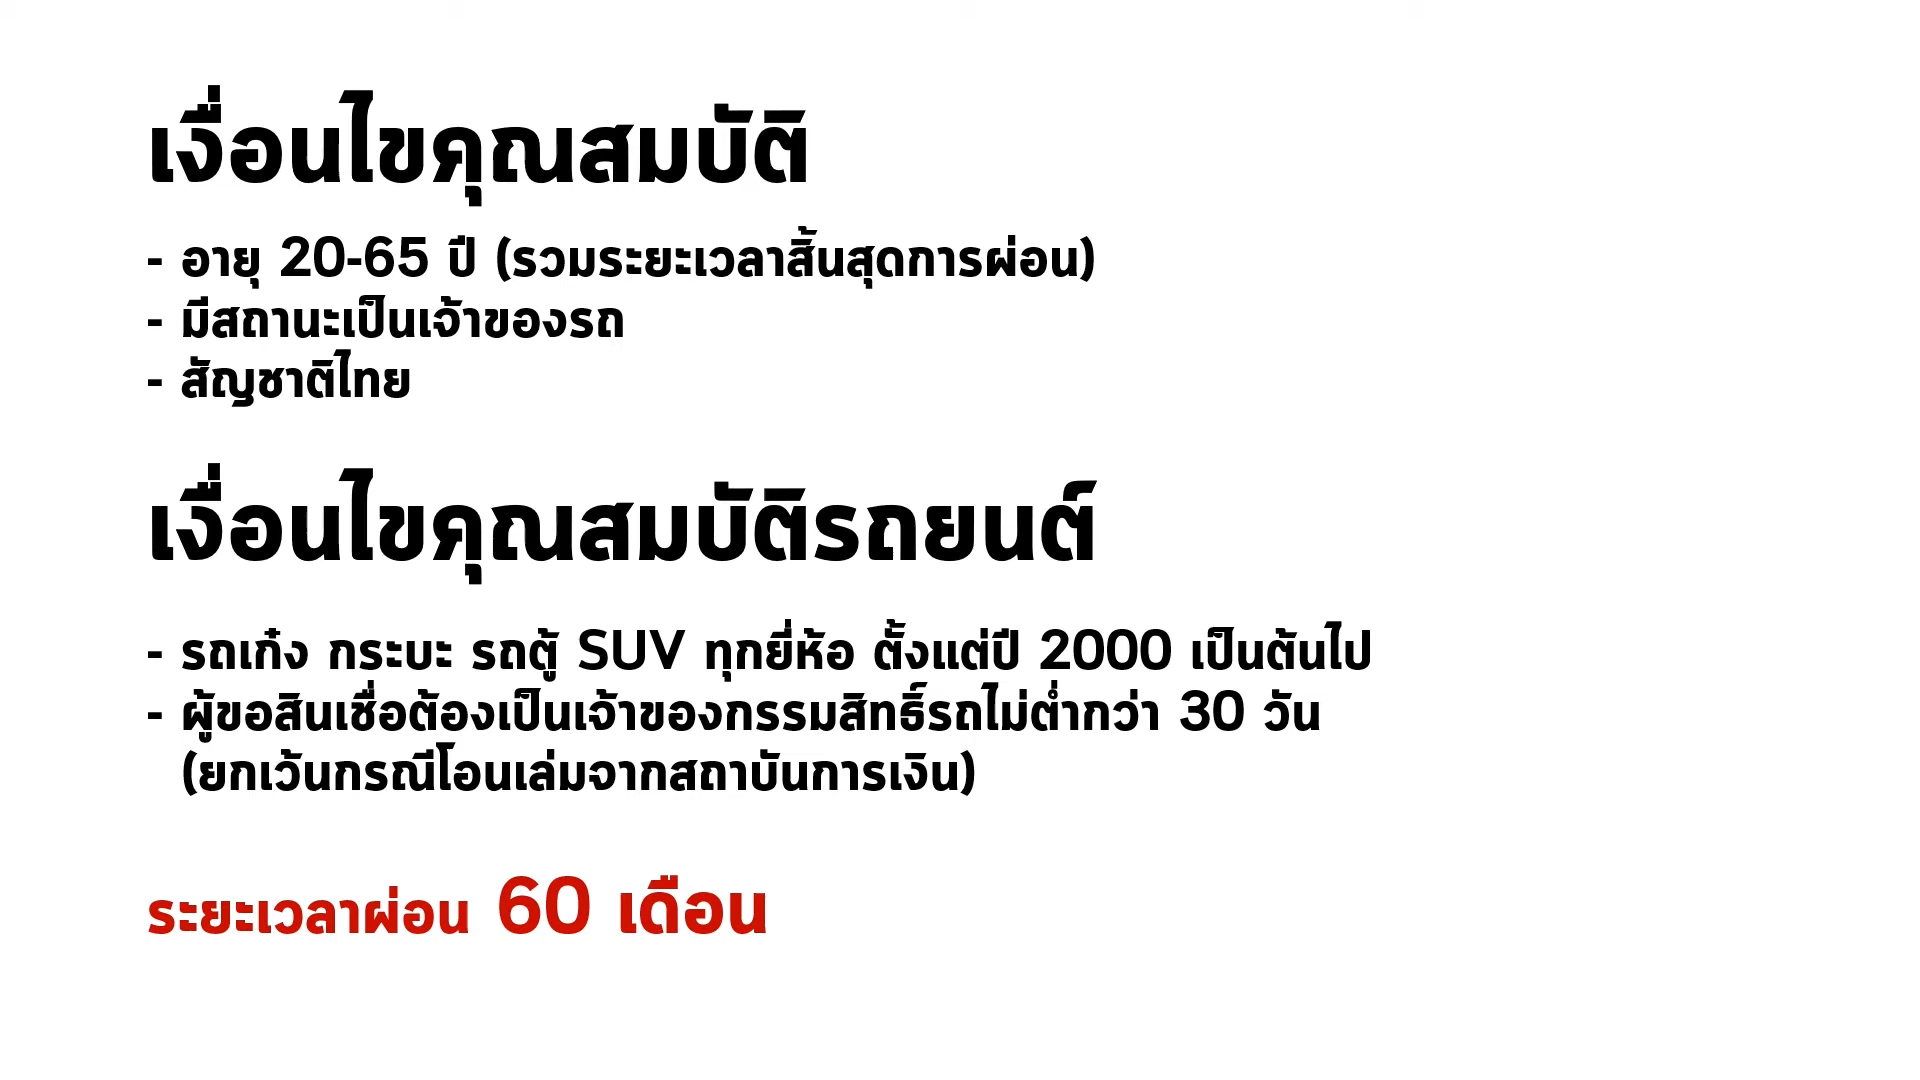 เงื่อนไขคุณสมบัติ
- อายุ 20-65 ปี (รวมระยะเวลาสิ้นสุดการผ่อน)
- มีสถานะเป็นเจ้าของรถ
- สัญชาติไทย
เงื่อนไขคุณสมบัติรถยนต์
- รถเก๋ง กระบะ รถตู้ SUV ทุกยี่ห้อ ตั้งแต่ปี 2000 เป็นต้นไป
- ผู้ขอสินเชื่อต้องเป็นเจ้าของกรรมสิทธิ์รถไม่ต่ำกว่า 30 วัน
(ยกเว้นกรณีโอนเล่มจากสถาบันการเงิน)
ระยะเวลาผ่อน 60 เดือน